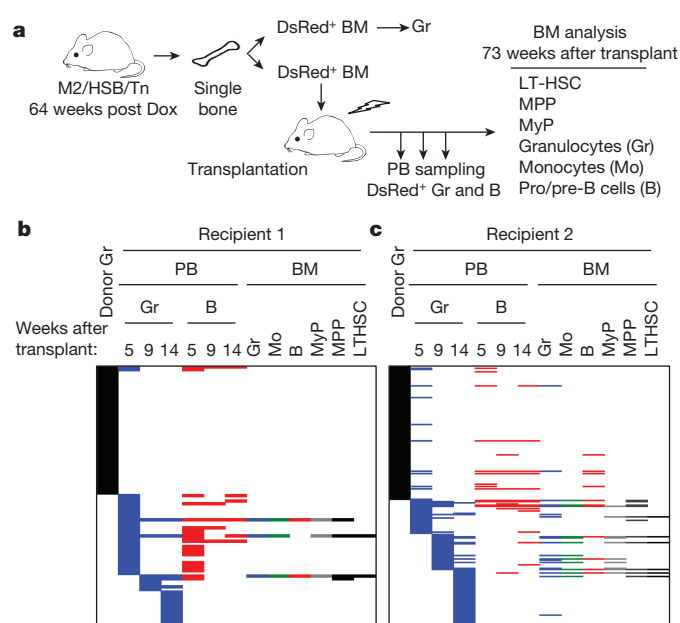 a
DsRed+ BM
Gr
BM analysis
73 weeks after transplant
M2/HSB/Tn
64 weeks post Dox
Single
bone
DsRed+ BM
LT-HSC
MPP
MyP
Granulocytes (Gr)
Monocytes (Mo)
Pro/pre-B cells (B)
Transplantation
PB sampling
DsRed+ Gr and B
b
Recipient 1
c
Recipient 2
Donor Gr
PB
BM
Donor Gr
PB
BM
Gr
B
Gr
B
Weeks after
transplant:
5 9 14 5 9 14 Gr Mo B MyP MPP LTHSC
5 9 14 5 9 14 Gr Mo B MyP MPP LTHSC